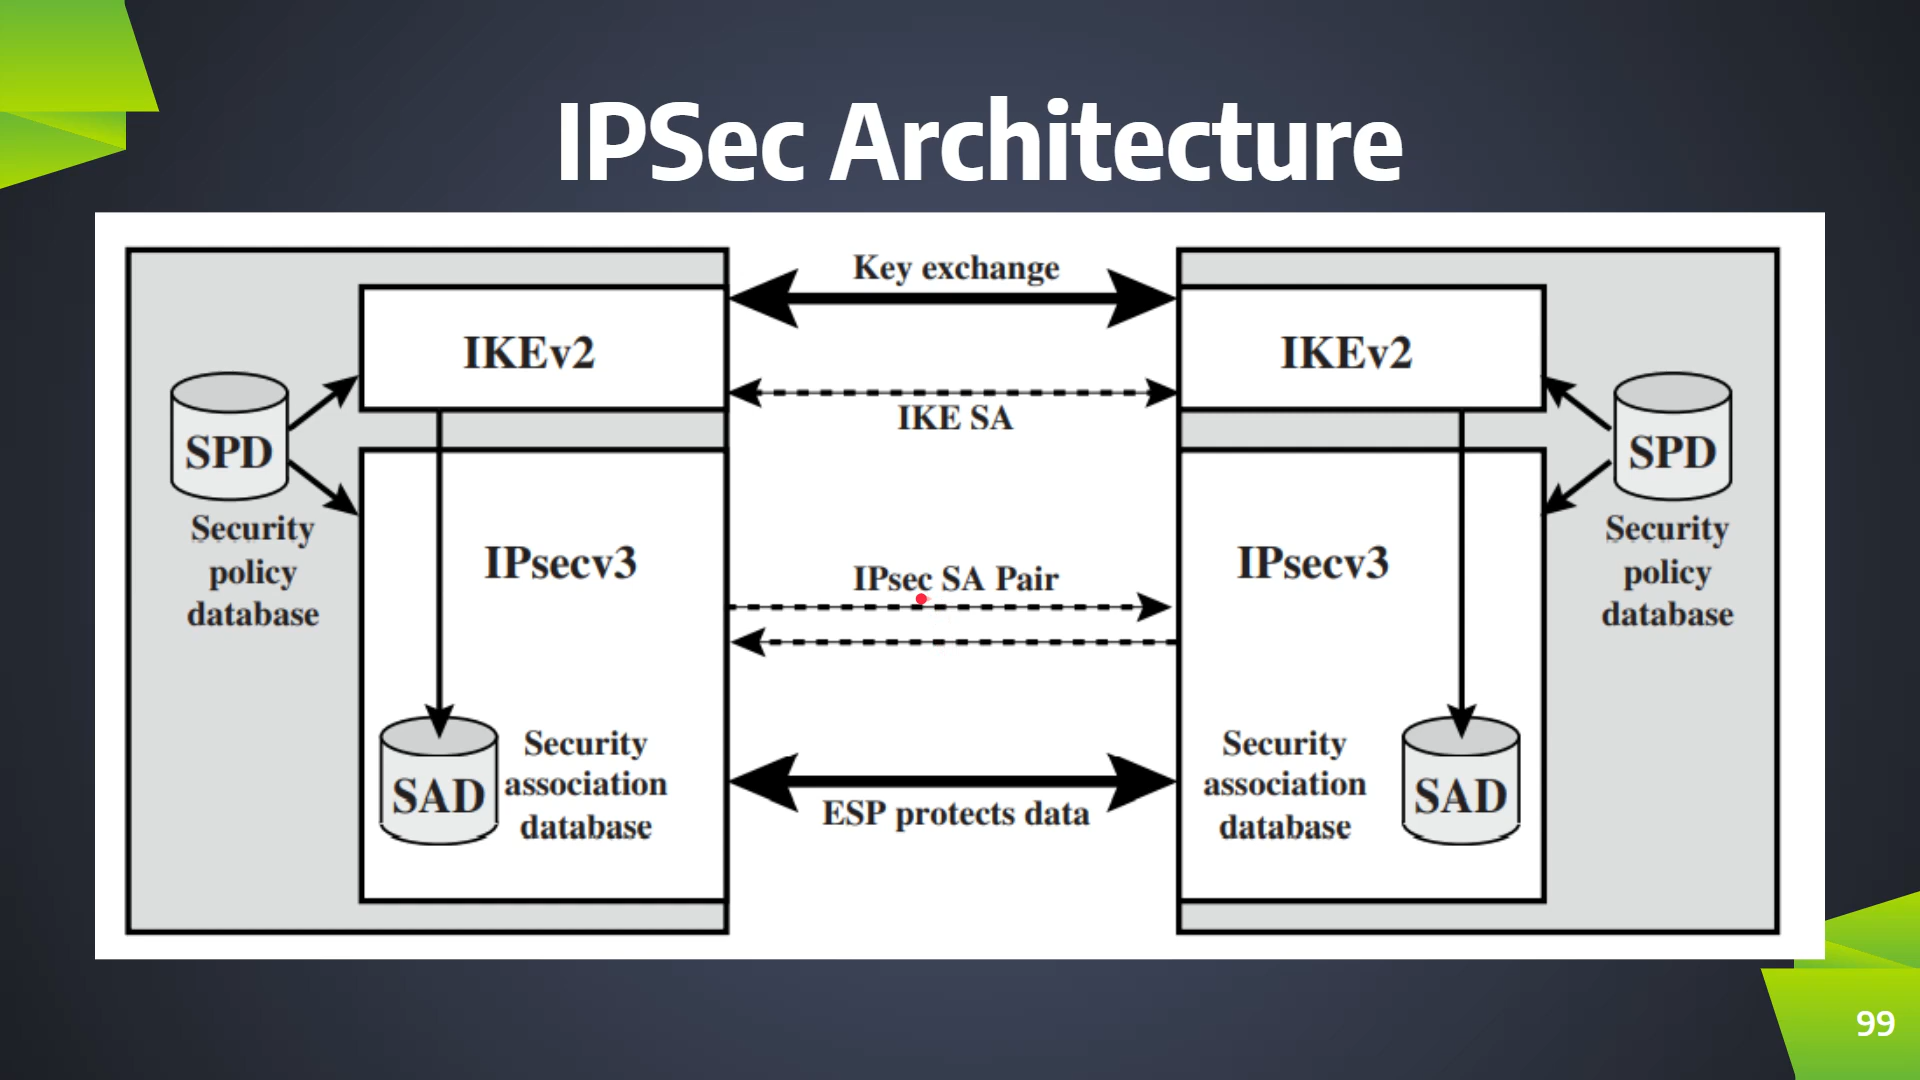 IPSec Architecture
Key exchange
IKEv2
IKEv2
IKE SA
SPD
SPD
Security
policy
database
Security
policy
database
IPsecv3
IPsecv3
IPsec SA Pair
SAD
Security
association
database
Security
association
database
SAD
ESP protects data
99